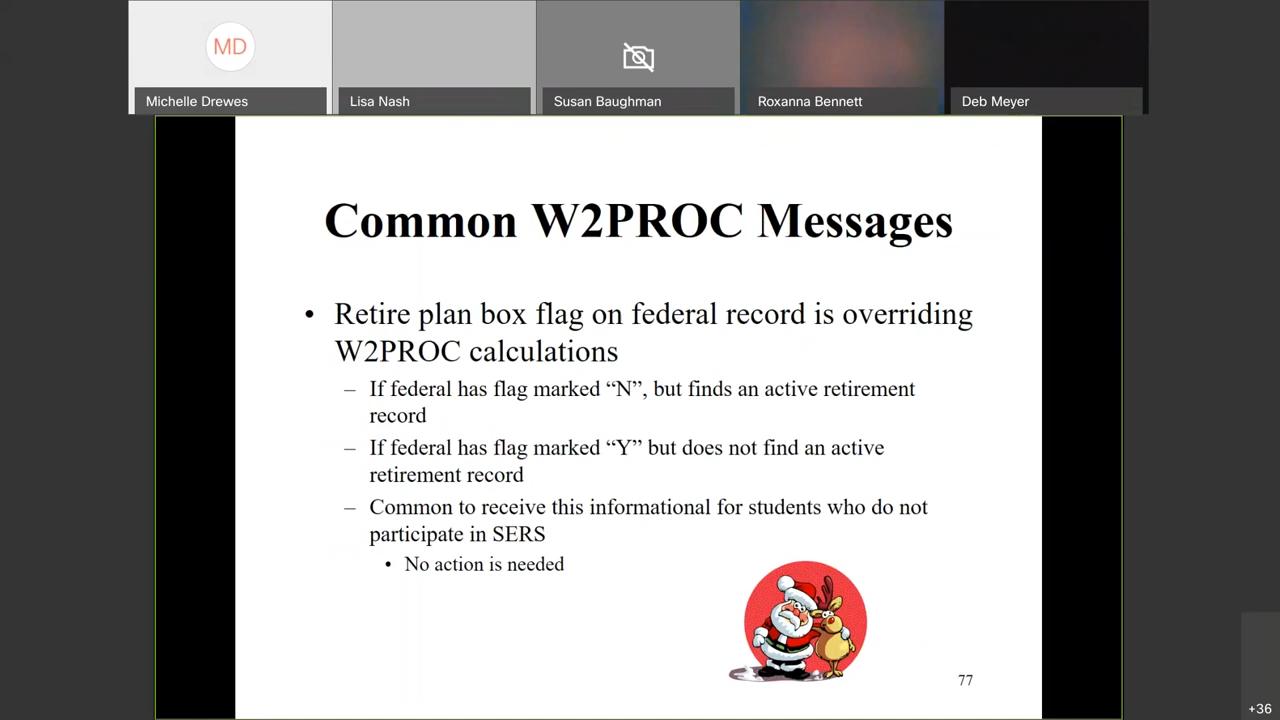 MD
Michelle Drewes
Lisa Nash
Susan Baughman
Roxanna Bennett
Deb Meyer
Common W2PROC Messages
• Retire plan box flag on federal record is overriding
W2PROC calculations
– If federal has flag marked “N”, but finds an active retirement
record
– If federal has flag marked “Y” but does not find an active
retirement record
– Common to receive this informational for students who do not
participate in SERS
• No action is needed
77
+36